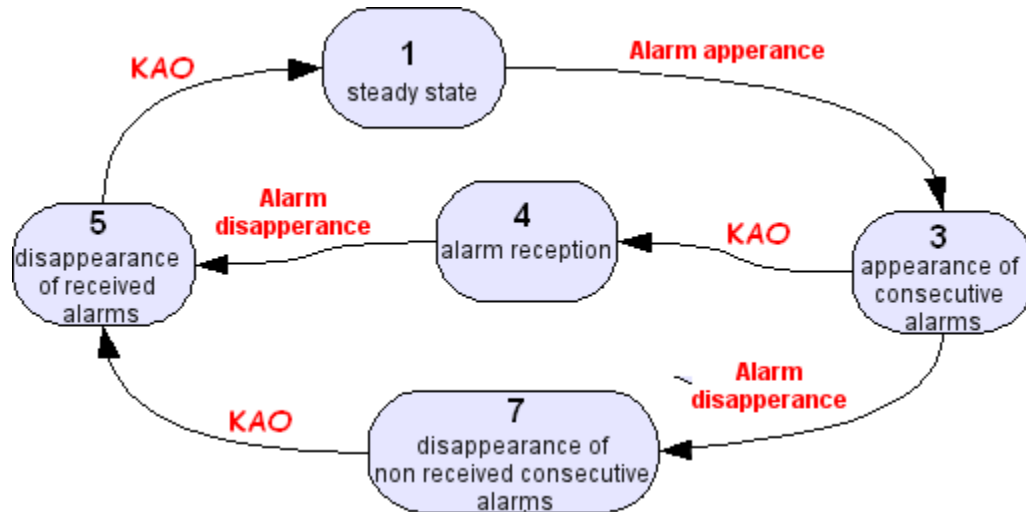 1
steady state
KAO
Alarm apperance
Alarm
disapperance
4
alarm reception
KAO
5
disappearance
of received
alarms
3
appearance of
consecutive
alarms
Alarm
disapperance
KAO
7
disappearance of
non received consecutive
alarms